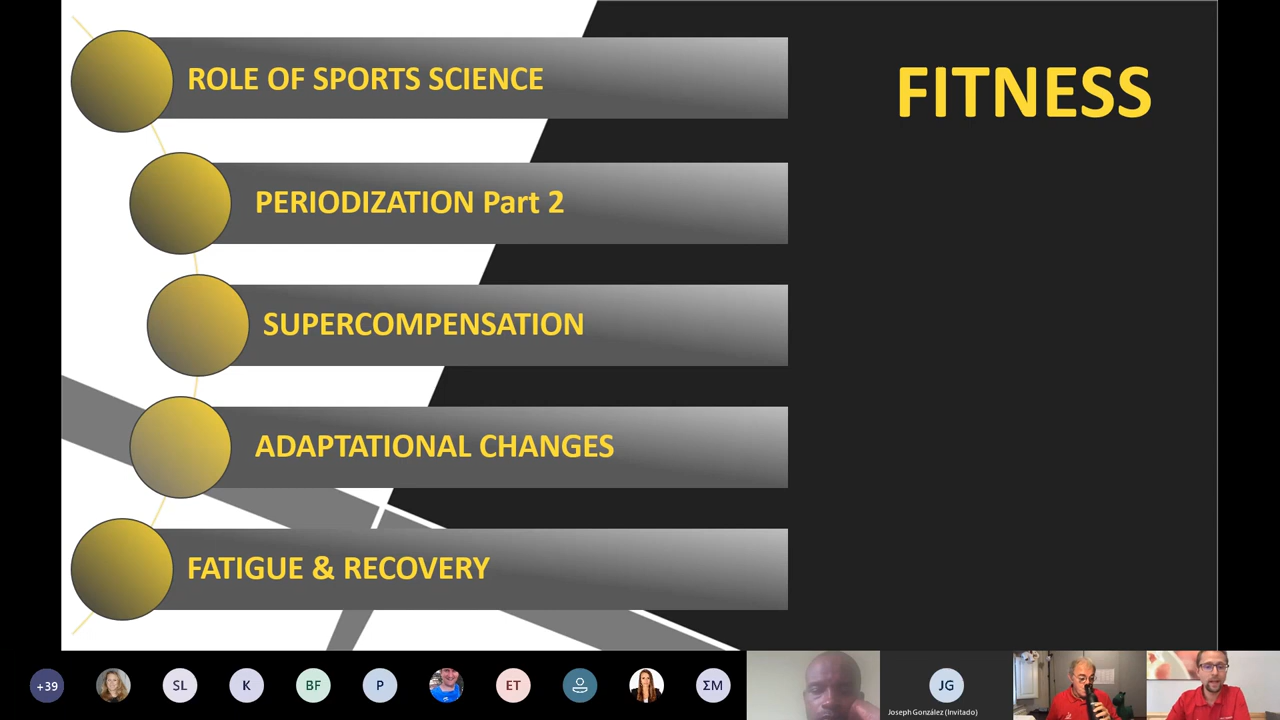 ROLE OF SPORTS SCIENCE
FITNESS
PERIODIZATION Part 2
SUPERCOMPENSATION
ADAPTATIONAL CHANGES
FATIGUE & RECOVERY
+39
SL
K
BF
P
ET
ΣM
JG
Joseph González (Invitado)